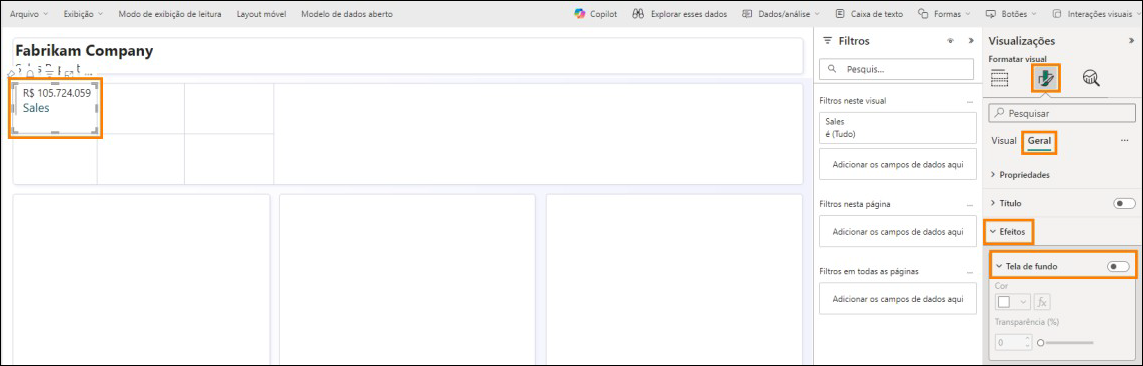 Arquivo Exibição Modo de exibição de leitura Layout móvel Modelo de dados aberto Copilot Explorar esses dados Dados/análise Caixa de texto Formas Botões Interações visuais
Fabrikam Company
R$ 105.724.059
Sales
Filtros
Pesquis...
Filtros neste visual ...
Sales
é (Tudo)
Adicionar os campos de dados aqui
Filtros nesta página ...
Adicionar os campos de dados aqui
Filtros em todas as páginas ...
Adicionar os campos de dados aqui
Visualizações
Formatar visual
Pesquisar
Visual Geral ...
Propriedades
Título
Efeitos
Tela de fundo
Cor
fx
Transparência (%)
0